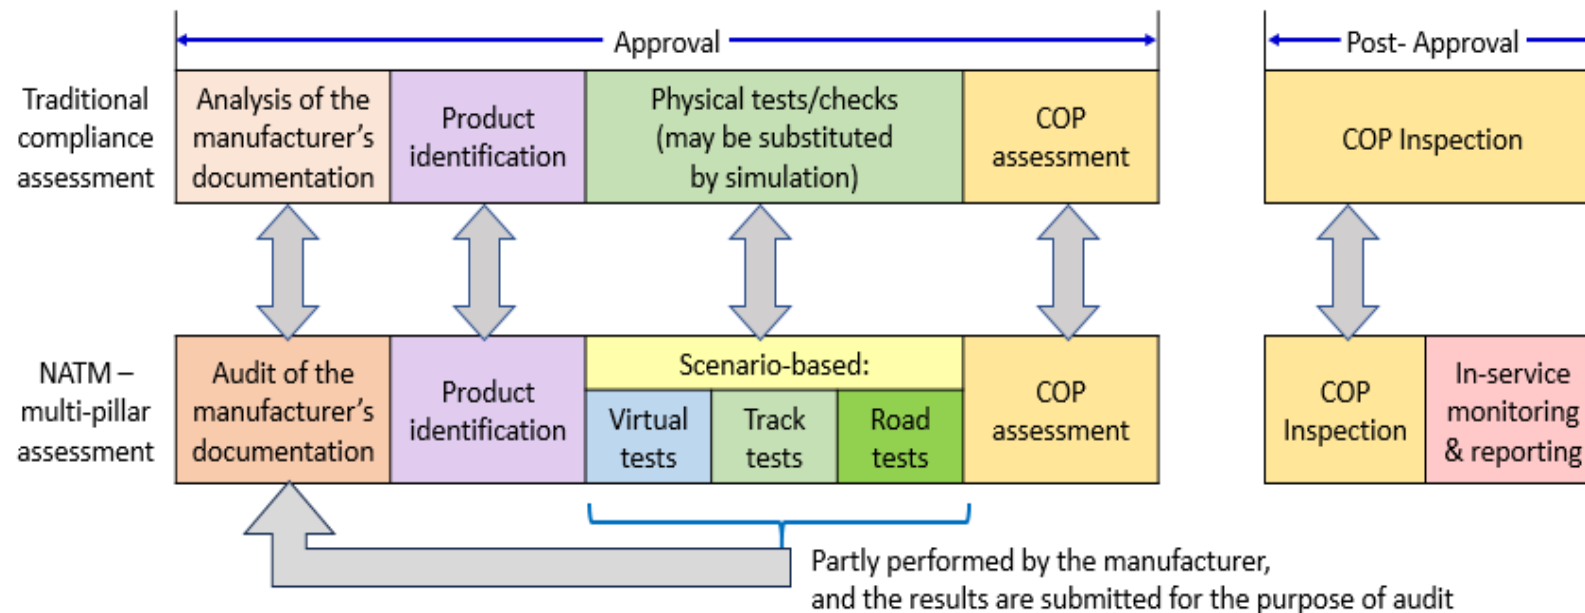 Approval
Post- Approval
Traditional
compliance
assessment
Analysis of the
manufacturer's
documentation
Product
identification
Physical tests/checks
(may be substituted
by simulation)
COP
assessment
COP Inspection
NATM –
multi-pillar
assessment
Audit of the
manufacturer's
documentation
Product
identification
Scenario-based:
Virtual
tests
Track
tests
Road
tests
COP
assessment
COP
Inspection
In-service
monitoring
& reporting
Partly performed by the manufacturer,
and the results are submitted for the purpose of audit